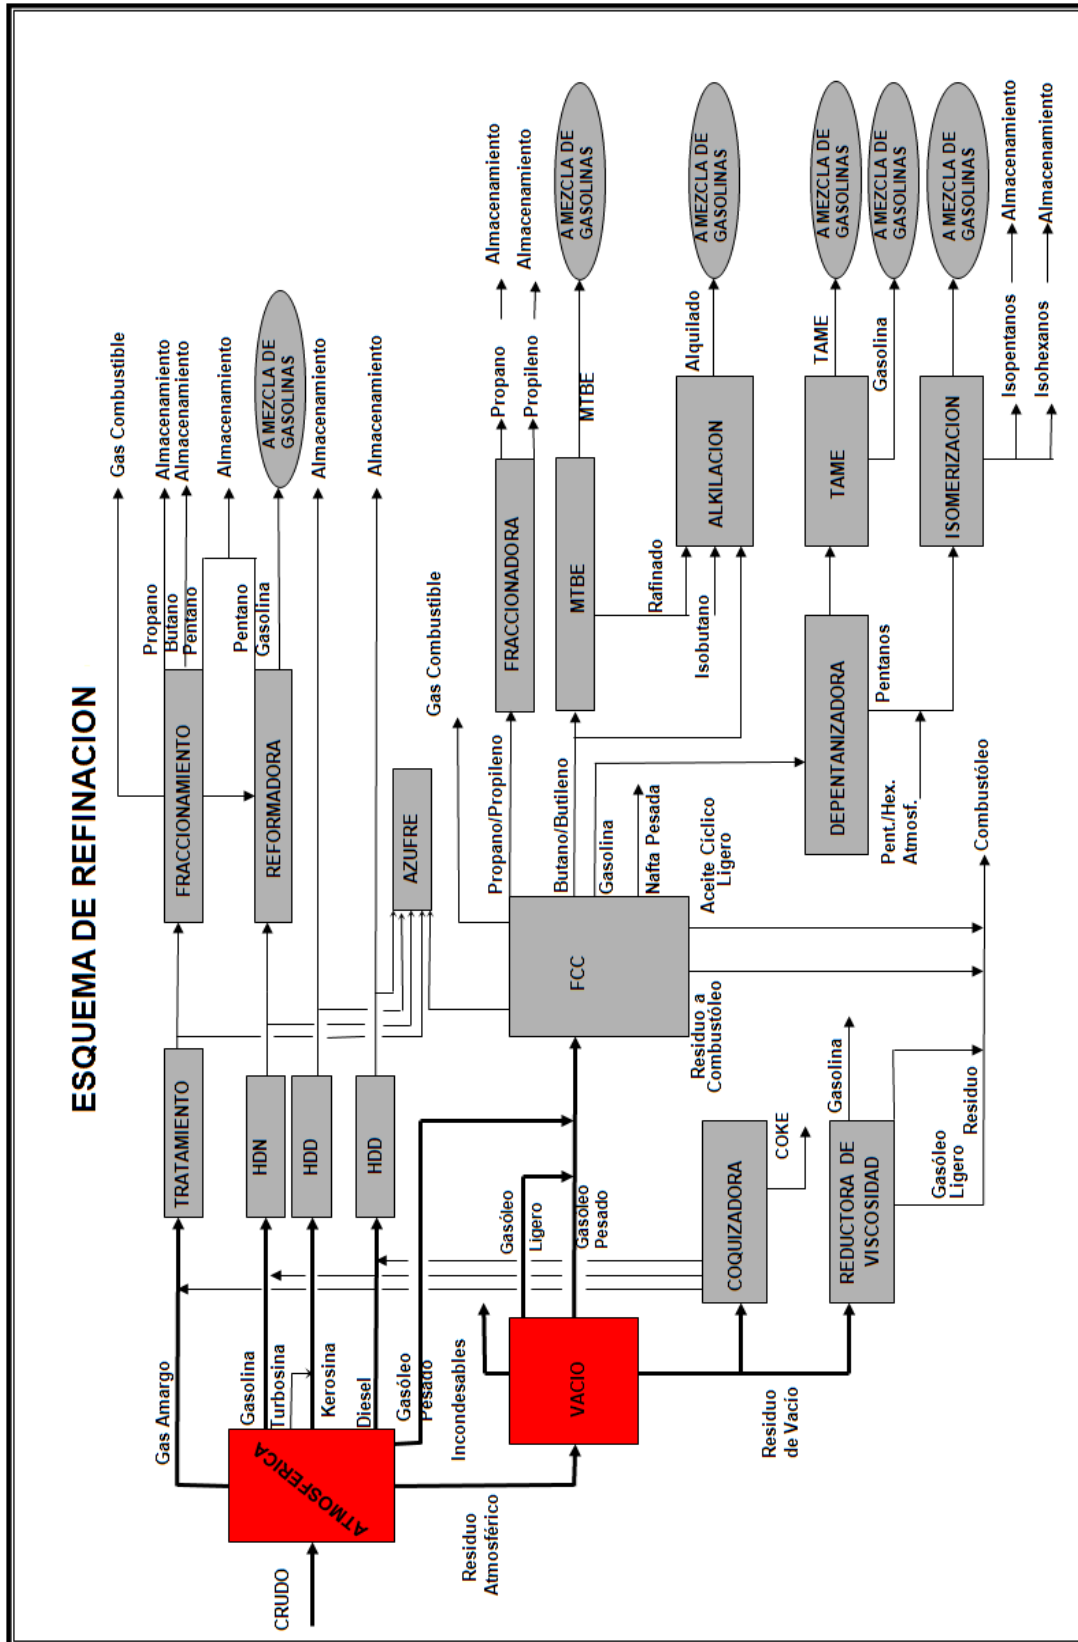 ESQUEMA DE REFINACION
CRUDO
ATMOSFERICA
Gas Amargo
Gasolina
Turbosina
Kerosina
Diesel
Gasóleo
Pesado
Residuo
Atmosférico
TRATAMIENTO
HDN
HDD
HDD
FRACCIONAMIENTO
REFORMADORA
AZUFRE
Gas Combustible
Propano
Butano
Pentano
Almacenamiento
Almacenamiento
Pentano
Gasolina
Almacenamiento
A MEZCLA DE
GASOLINAS
Almacenamiento
Almacenamiento
Incondesables
VACIO
Gasóleo
Ligero
Gasóleo
Pesado
Residuo
de Vacío
FCC
Gas Combustible
Propano/Propileno
Butano/Butileno
Gasolina
Nafta Pesada
Aceite Cíclico
Ligero
Residuo a
Combustóleo
FRACCIONADORA
Propano
Almacenamiento
Propileno
Almacenamiento
MTBE
MTBE
A MEZCLA DE
GASOLINAS
Rafinado
Isobutano
ALKILACION
Alquilado
A MEZCLA DE
GASOLINAS
DEPENTANIZADORA
Pentanos
Pent./Hex.
Atmosf.
TAME
TAME
A MEZCLA DE
GASOLINAS
Gasolina
A MEZCLA DE
GASOLINAS
ISOMERIZACION
A MEZCLA DE
GASOLINAS
Isopentanos
Almacenamiento
Isohexanos
Almacenamiento
COQUIZADORA
COKE
REDUCTORA DE
VISCOSIDAD
Gasolina
Gasóleo
Ligero
Residuo
Combustóleo